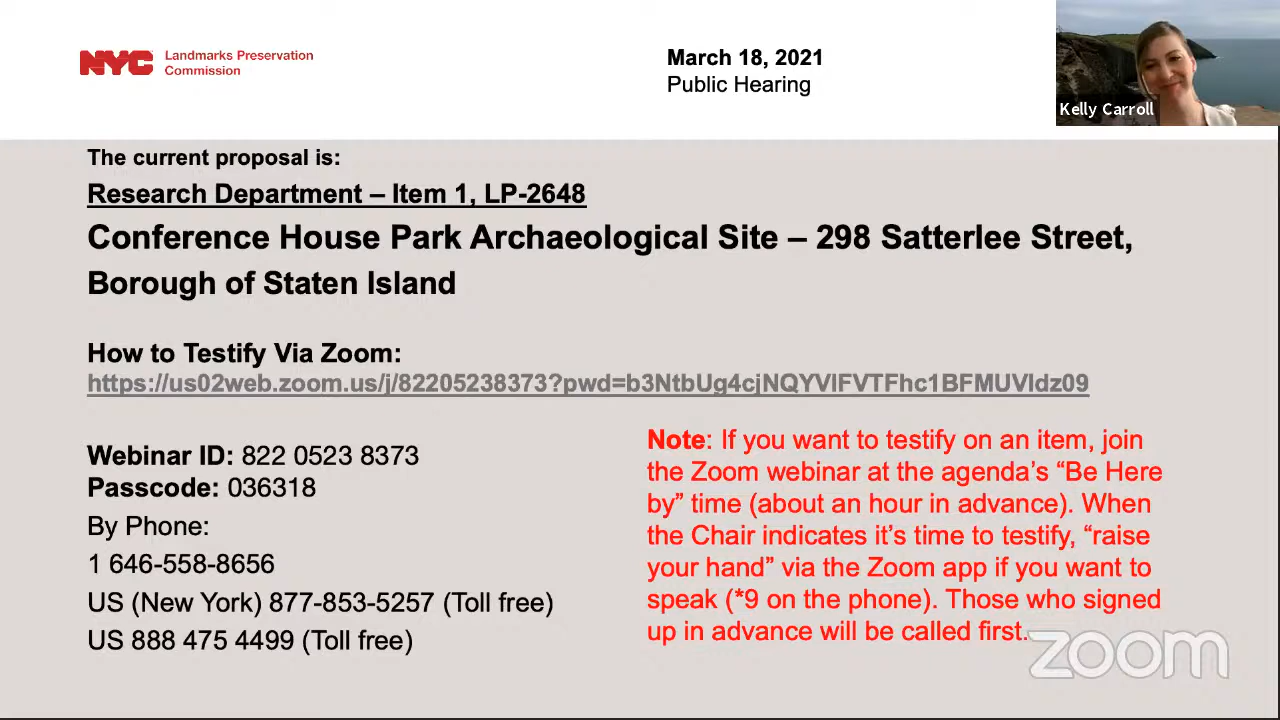 NYC
Landmarks Preservation
Commission
March 18, 2021
Public Hearing
Kelly Carroll
The current proposal is:
Research Department – Item 1, LP-2648
Conference House Park Archaeological Site – 298 Satterlee Street,
Borough of Staten Island
How to Testify Via Zoom:
https://us02web.zoom.us/j/82205238373?pwd=b3NtbUg4cjNQYVlFVTFhc1BFMUVldz09
Webinar ID: 822 0523 8373
Passcode: 036318
By Phone:
1 646-558-8656
US (New York) 877-853-5257 (Toll free)
US 888 475 4499 (Toll free)
Note: If you want to testify on an item, join
the Zoom webinar at the agenda’s “Be Here
by” time (about an hour in advance). When
the Chair indicates it’s time to testify, “raise
your hand” via the Zoom app if you want to
speak (*9 on the phone). Those who signed
up in advance will be called first.
zoom